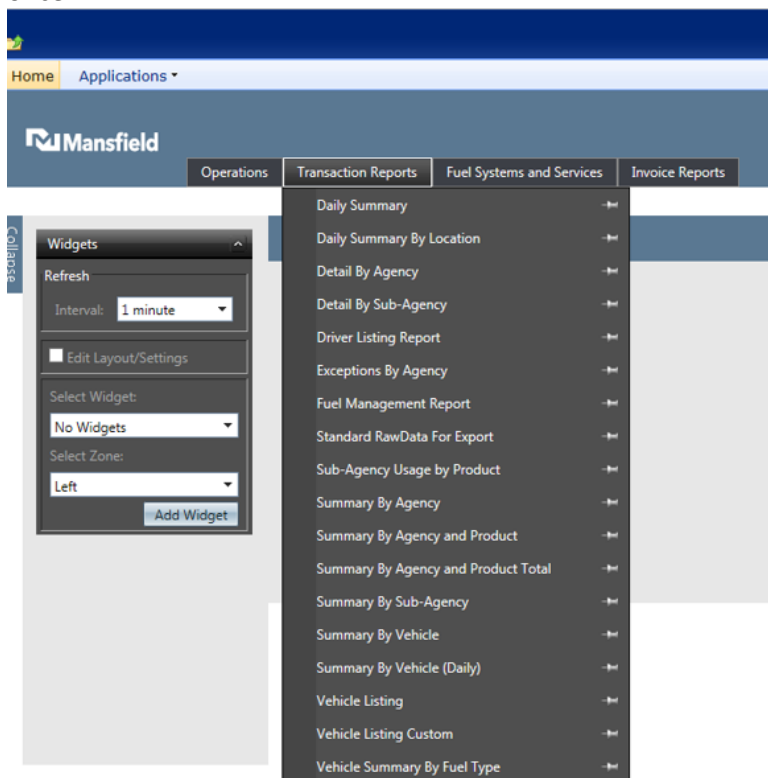 Home Applications
Mansfield
Operations Transaction Reports Fuel Systems and Services Invoice Reports
Collapse
Widgets
Refresh
Interval: 1 minute
Edit Layout/Settings
Select Widget:
No Widgets
Select Zone:
Left
Add Widget
Daily Summary
Daily Summary By Location
Detail By Agency
Detail By Sub-Agency
Driver Listing Report
Exceptions By Agency
Fuel Management Report
Standard RawData For Export
Sub-Agency Usage by Product
Summary By Agency
Summary By Agency and Product
Summary By Agency and Product Total
Summary By Sub-Agency
Summary By Vehicle
Summary By Vehicle (Daily)
Vehicle Listing
Vehicle Listing Custom
Vehicle Summary By Fuel Type